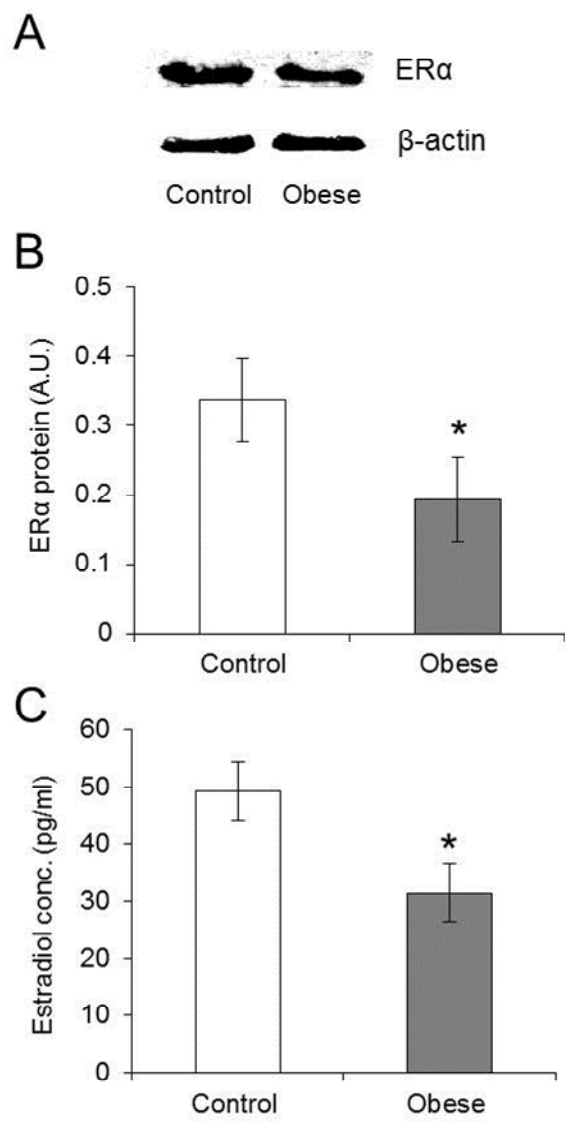 A
ERα
β-actin
Control Obese
B
ERα protein (A.U.)
0.5
0.4
0.3
0.2
0.1
0
*
Control Obese
C
Estradiol conc. (pg/ml)
60
50
40
30
20
10
0
*
Control Obese